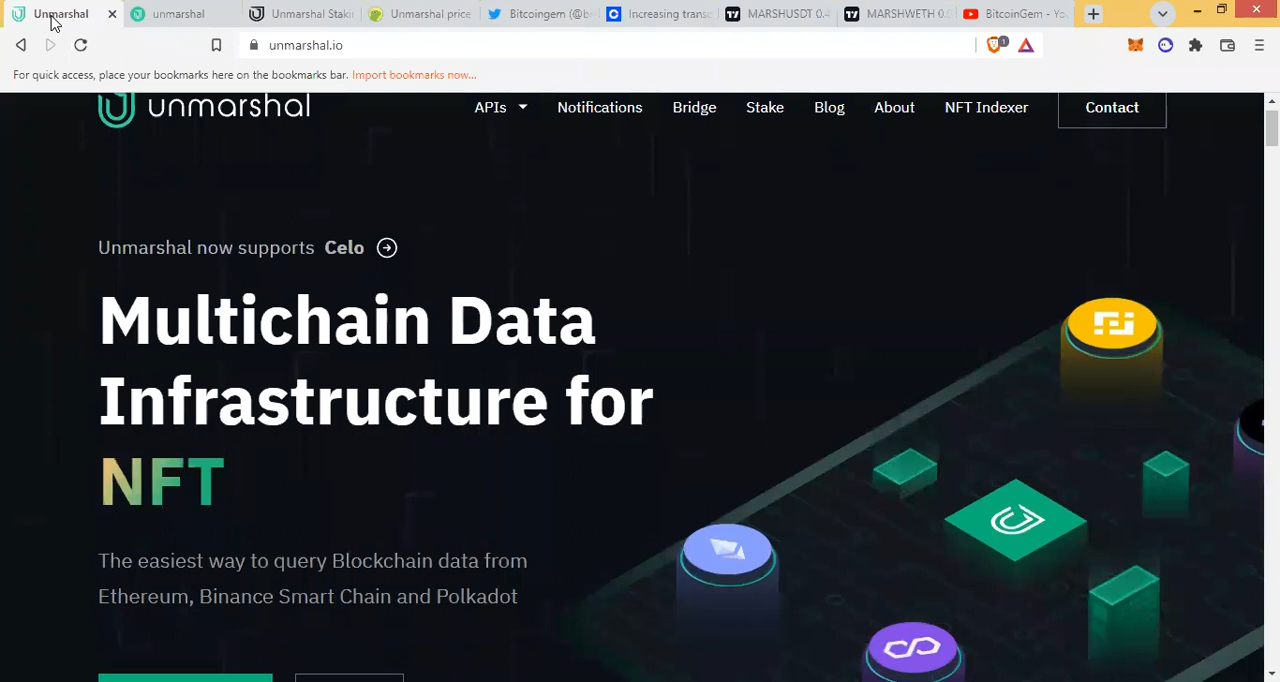 Unmarshal
unmarshal
Unmarshal Staki
Unmarshal price
Bitcoingem (@bi
Increasing transa
MARSHUSDT 0.4
MARSHWETH 0.0
BitcoinGem - Yo
unmarshal.io
1
For quick access, place your bookmarks here on the bookmarks bar. Import bookmarks now...
unmarshal
APIs
Notifications
Bridge
Stake
Blog
About
NFT Indexer
Contact
Unmarshal now supports Celo
Multichain Data
Infrastructure for
NFT
The easiest way to query Blockchain data from
Ethereum, Binance Smart Chain and Polkadot